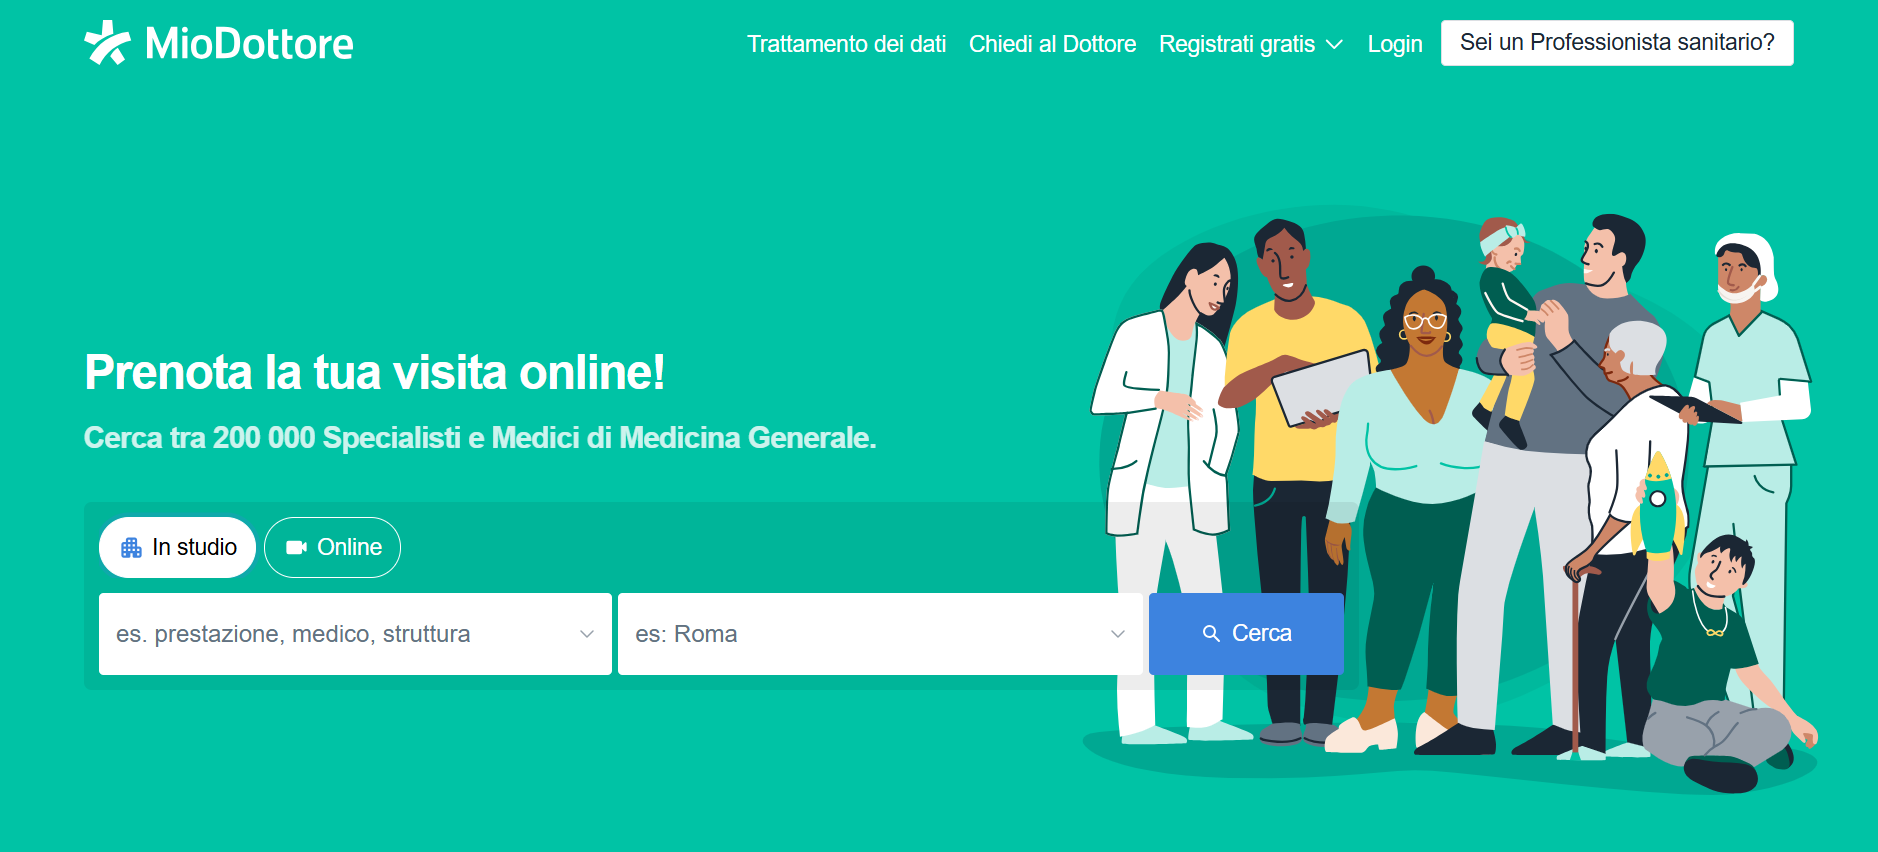 MioDottore
Trattamento dei dati
Chiedi al Dottore
Registrati gratis
Login
Sei un Professionista sanitario?
Prenota la tua visita online!
Cerca tra 200 000 Specialisti e Medici di Medicina Generale.
In studio
Online
es. prestazione, medico, struttura
es: Roma
Cerca